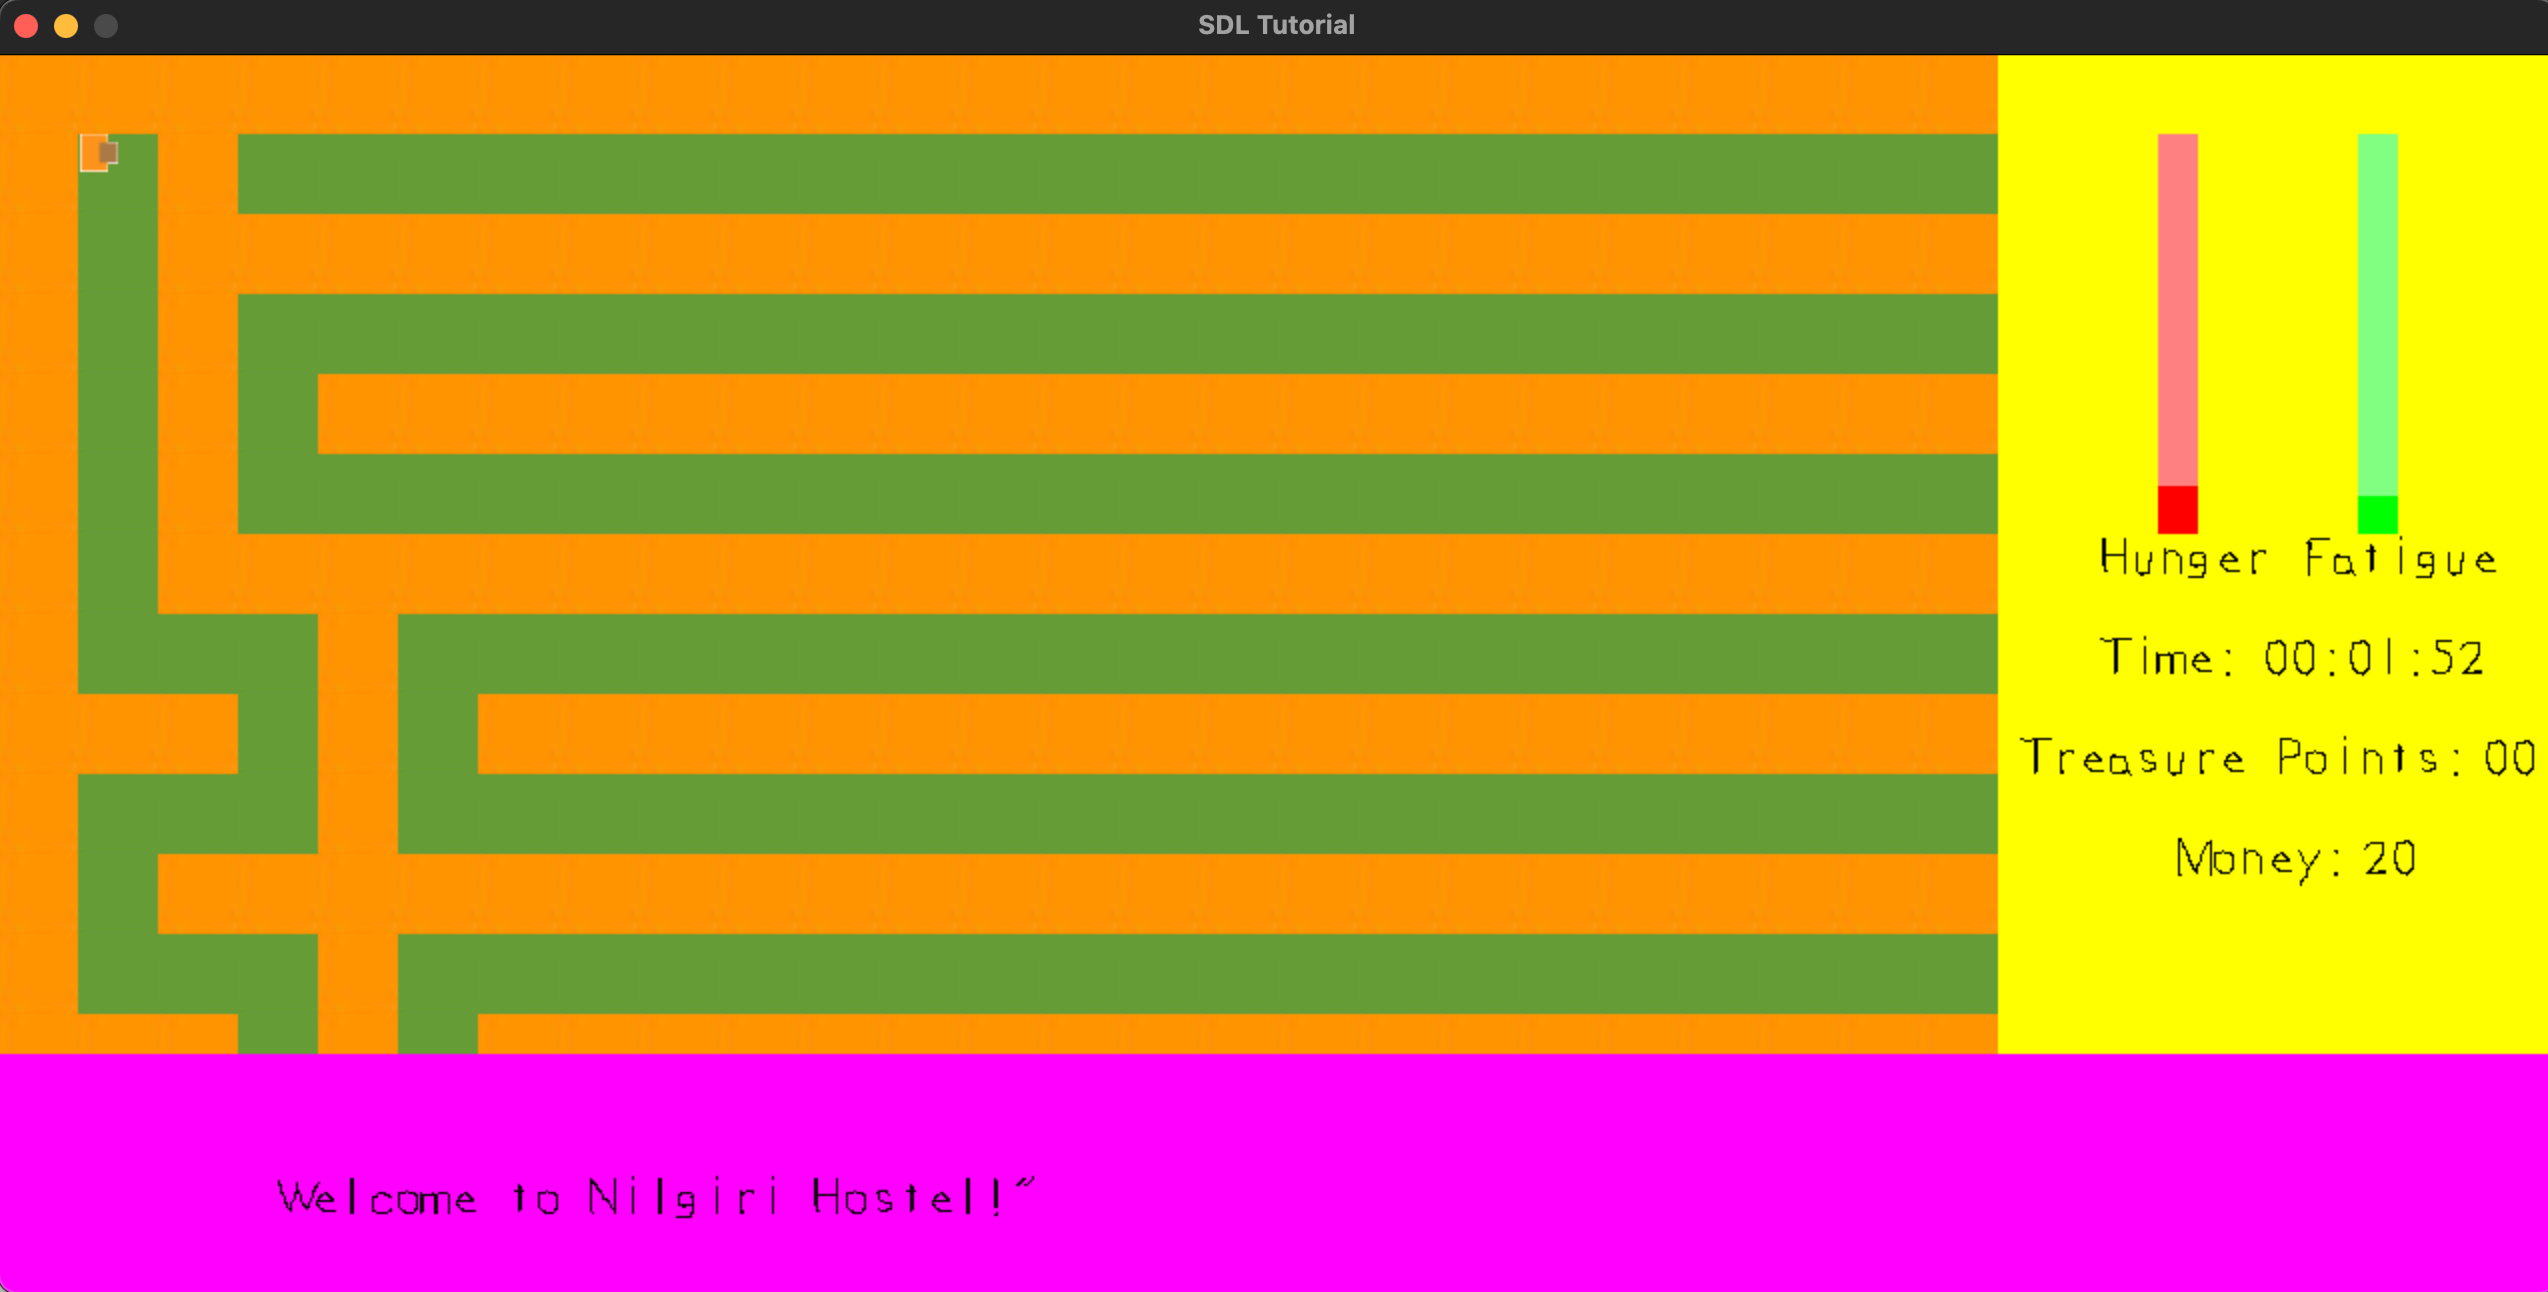 SDL Tutorial
Hunger Fatigue
Time: 00:01:52
Treasure Points: 00
Money: 20
Welcome to Nilgiri Hostel!"